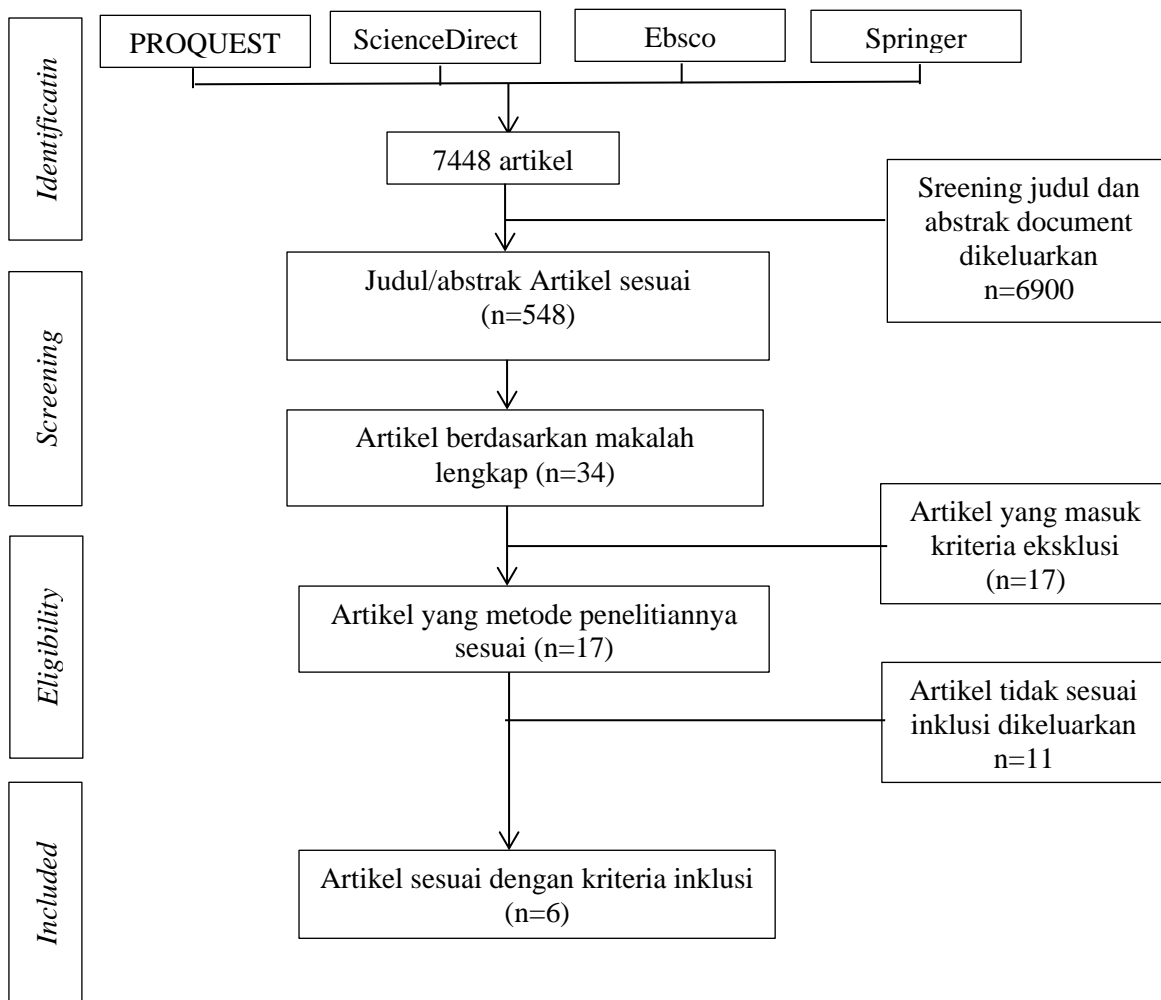 PROQUEST
ScienceDirect
Ebsco
Springer
Identificatin
7448 artikel
Sreening judul dan
abstrak document
dikeluarkan
n=6900
Screening
Judul/abstrak Artikel sesuai
(n=548)
Artikel berdasarkan makalah
lengkap (n=34)
Artikel yang masuk
kriteria eksklusi
(n=17)
Eligibility
Artikel yang metode penelitiannya
sesuai (n=17)
Artikel tidak sesuai
inklusi dikeluarkan
n=11
Included
Artikel sesuai dengan kriteria inklusi
(n=6)